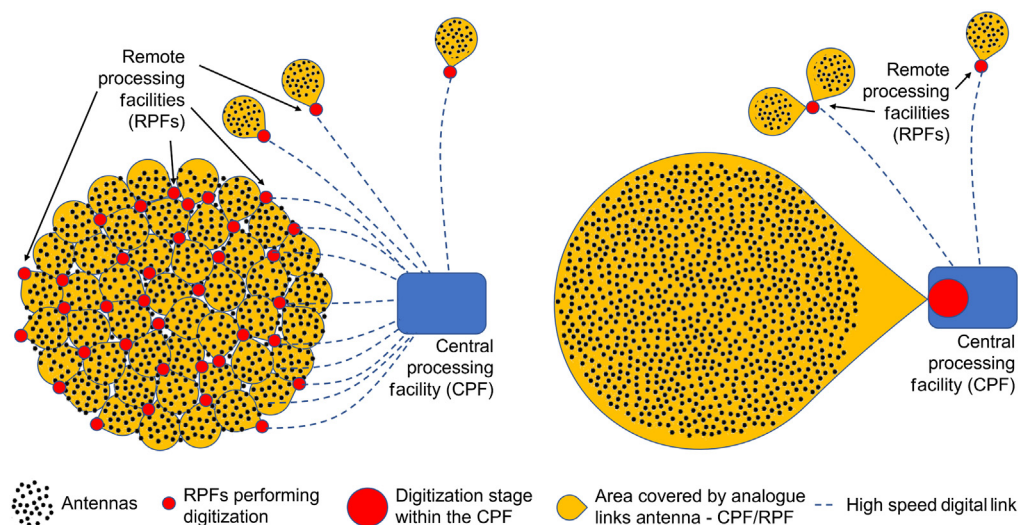 Remote
processing
facilities
(RPFs)
Central
processing
facility (CPF)
Remote
processing
facilities
(RPFs)
Central
processing
facility (CPF)
Antennas
RPFs performing
digitization
Digitization stage
within the CPF
Area covered by analogue
links antenna - CPF/RPF
High speed digital link